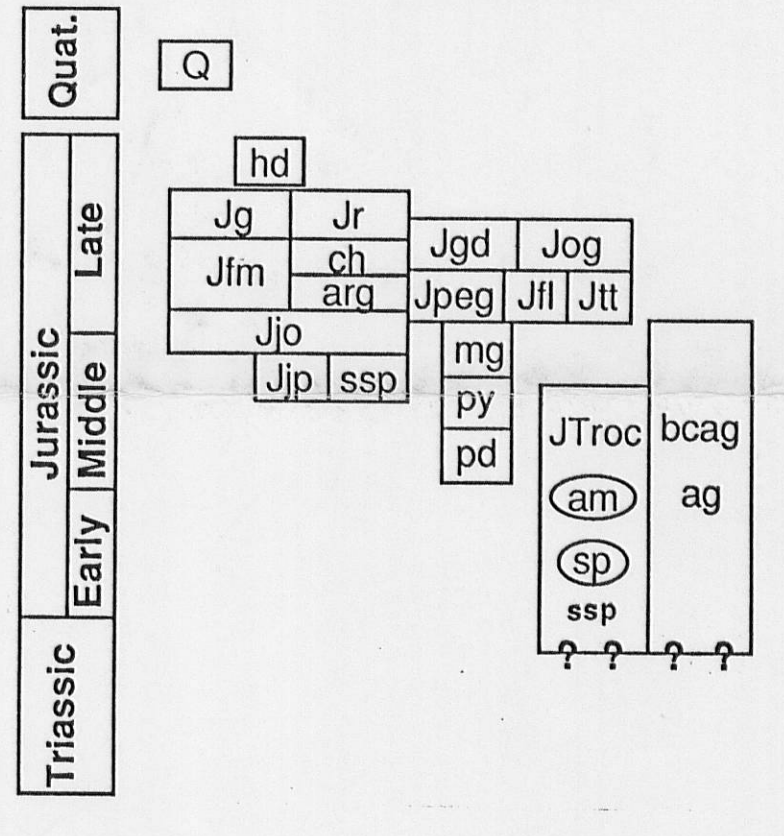 Quat.
Q
Jurassic
Late
Middle
Early
Triassic
hd
Jg Jr
Jfm ch
arg
Jjo
Jjp ssp
Jgd Jog
Jpeg Jfl Jtt
mg
py
pd
JTroc bcag
am ag
sp
ssp
? ? ? ?